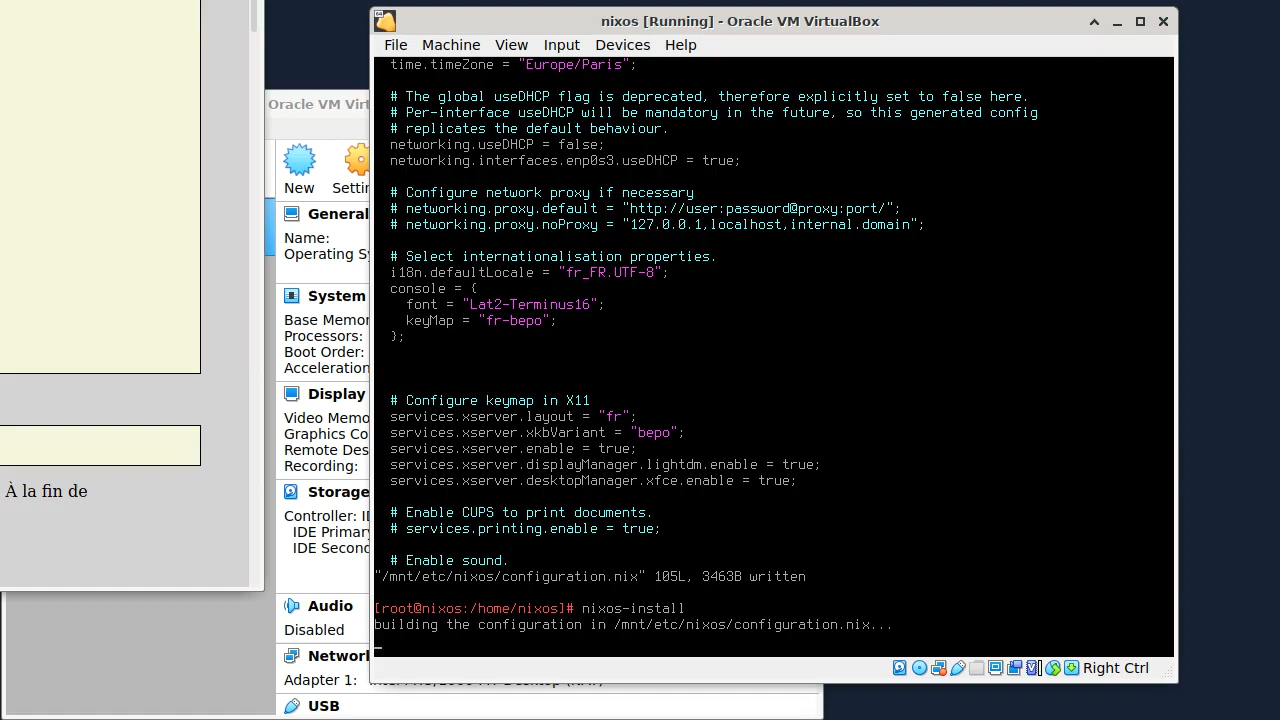 À la fin de
Oracle VM Virt
New
Settin
General
Name:
Operating Sy
System
Base Memor
Processors:
Boot Order:
Acceleration
Display
Video Memo
Graphics Co
Remote Des
Recording:
Storage
Controller: I
IDE Primary
IDE Second
Audio
Disabled
Network
Adapter 1:
USB
nixos [Running] - Oracle VM VirtualBox
File Machine View Input Devices Help
time.timeZone = "Europe/Paris";
# The global useDHCP flag is deprecated, therefore explicitly set to false here.
# Per-interface useDHCP will be mandatory in the future, so this generated config
# replicates the default behaviour.
networking.useDHCP = false;
networking.interfaces.enp0s3.useDHCP = true;
# Configure network proxy if necessary
# networking.proxy.default = "http://user:password@proxy:port/";
# networking.proxy.noProxy = "127.0.0.1,localhost,internal.domain";
# Select internationalisation properties.
i18n.defaultLocale = "fr_FR.UTF-8";
console = {
font = "Lat2-Terminus16";
keyMap = "fr-bepo";
};
# Configure keymap in X11
services.xserver.layout = "fr";
services.xserver.xkbVariant = "bepo";
services.xserver.enable = true;
services.xserver.displayManager.lightdm.enable = true;
services.xserver.desktopManager.xfce.enable = true;
# Enable CUPS to print documents.
# services.printing.enable = true;
# Enable sound.
"/mnt/etc/nixos/configuration.nix" 105L, 3463B written
[root@nixos:/home/nixos]# nixos-install
building the configuration in /mnt/etc/nixos/configuration.nix...
Right Ctrl